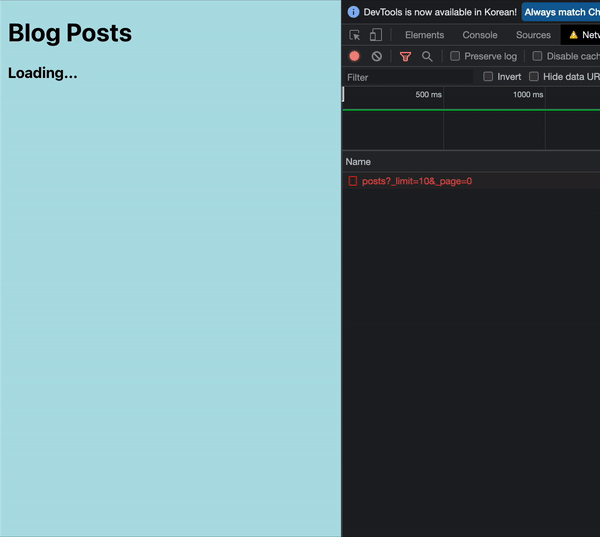 Blog Posts
Loading...
DevTools is now available in Korean!
Always match Ch
Elements Console Sources Netw
Preserve log Disable cach
Filter Invert Hide data UR
500 ms 1000 ms
Name
posts?_limit=10&_page=0